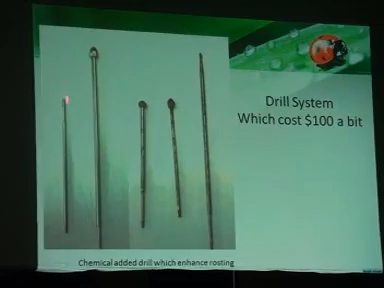 Drill System
Which cost $100 a bit
Chemical added drill which enhance rosting